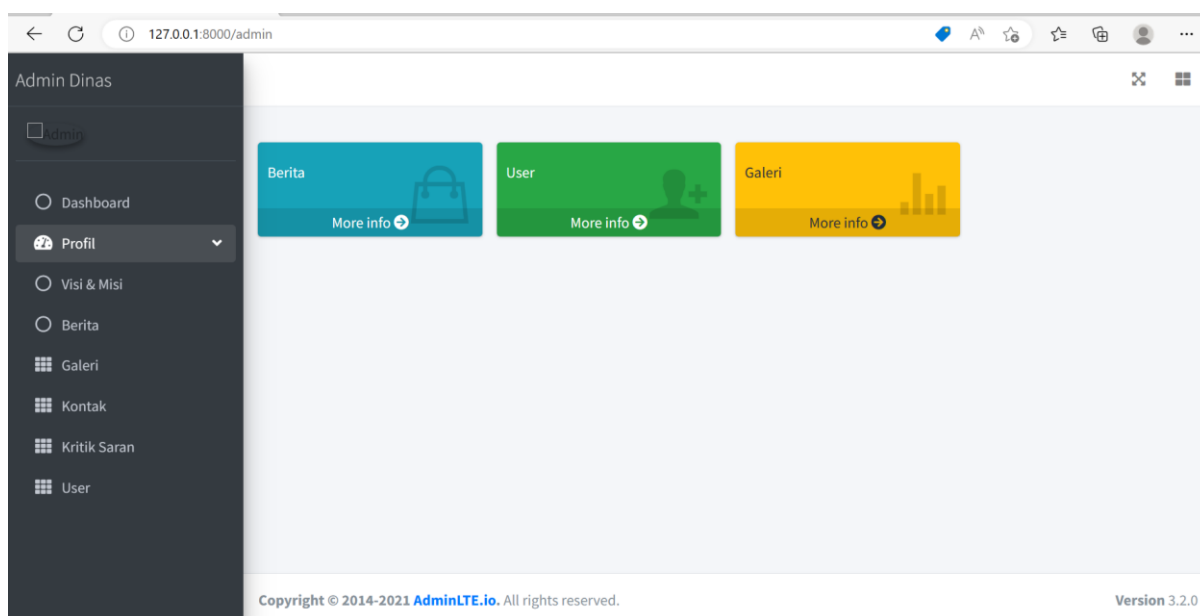 127.0.0.1:8000/admin
Admin Dinas
Admin
Dashboard
Profil
Visi & Misi
Berita
Galeri
Kontak
Kritik Saran
User
Berita
More info
User
More info
Galeri
More info
Copyright © 2014-2021 AdminLTE.io. All rights reserved.
Version 3.2.0